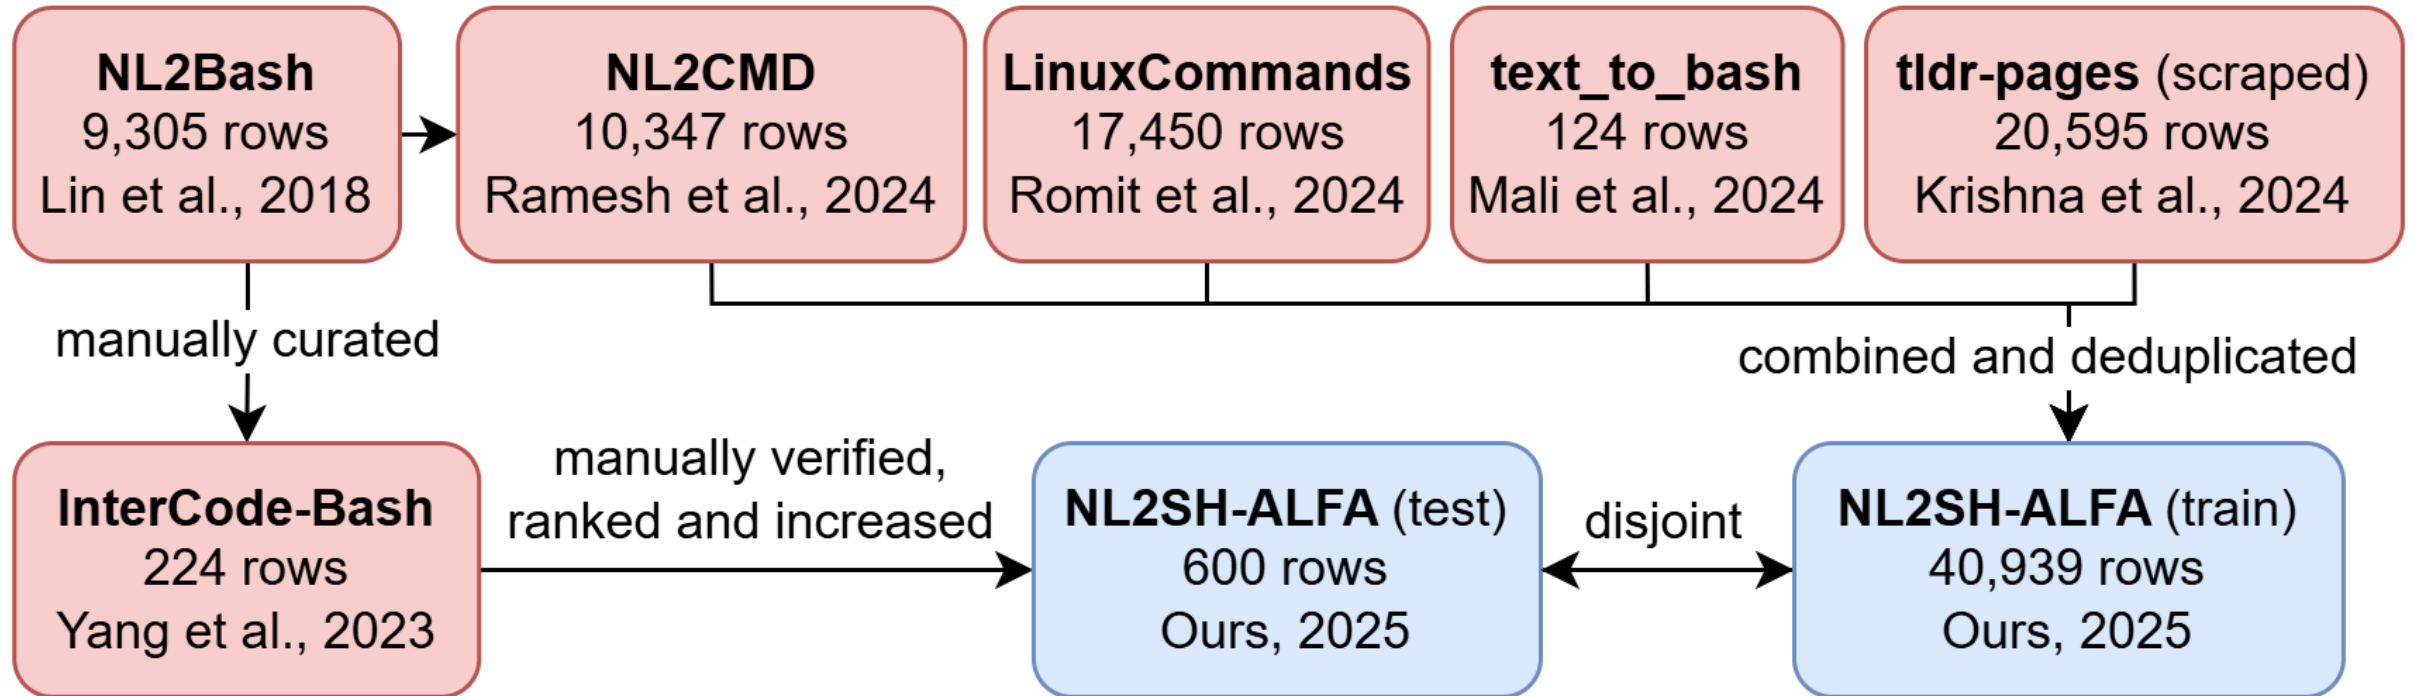 NL2Bash
9,305 rows
Lin et al., 2018
NL2CMD
10,347 rows
Ramesh et al., 2024
LinuxCommands
17,450 rows
Romit et al., 2024
text_to_bash
124 rows
Mali et al., 2024
tldr-pages (scraped)
20,595 rows
Krishna et al., 2024
manually curated
combined and deduplicated
InterCode-Bash
224 rows
Yang et al., 2023
manually verified,
ranked and increased
NL2SH-ALFA (test)
600 rows
Ours, 2025
disjoint
NL2SH-ALFA (train)
40,939 rows
Ours, 2025